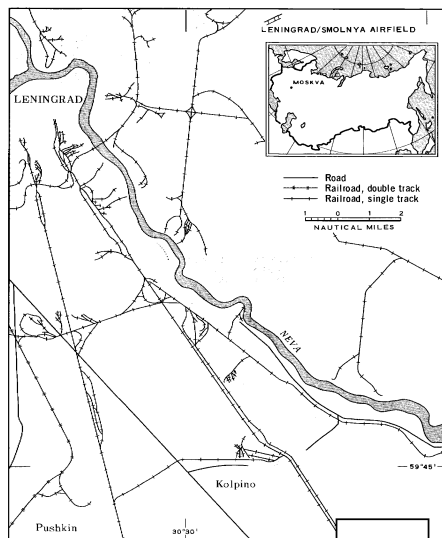 LENINGRAD/SMOLNYA AIRFIELD
MOSKVA
LENINGRAD
Road
Railroad, double track
Railroad, single track
1 0 1 2
NAUTICAL MILES
NEVA
59°45'
Kolpino
Pushkin
30°30'